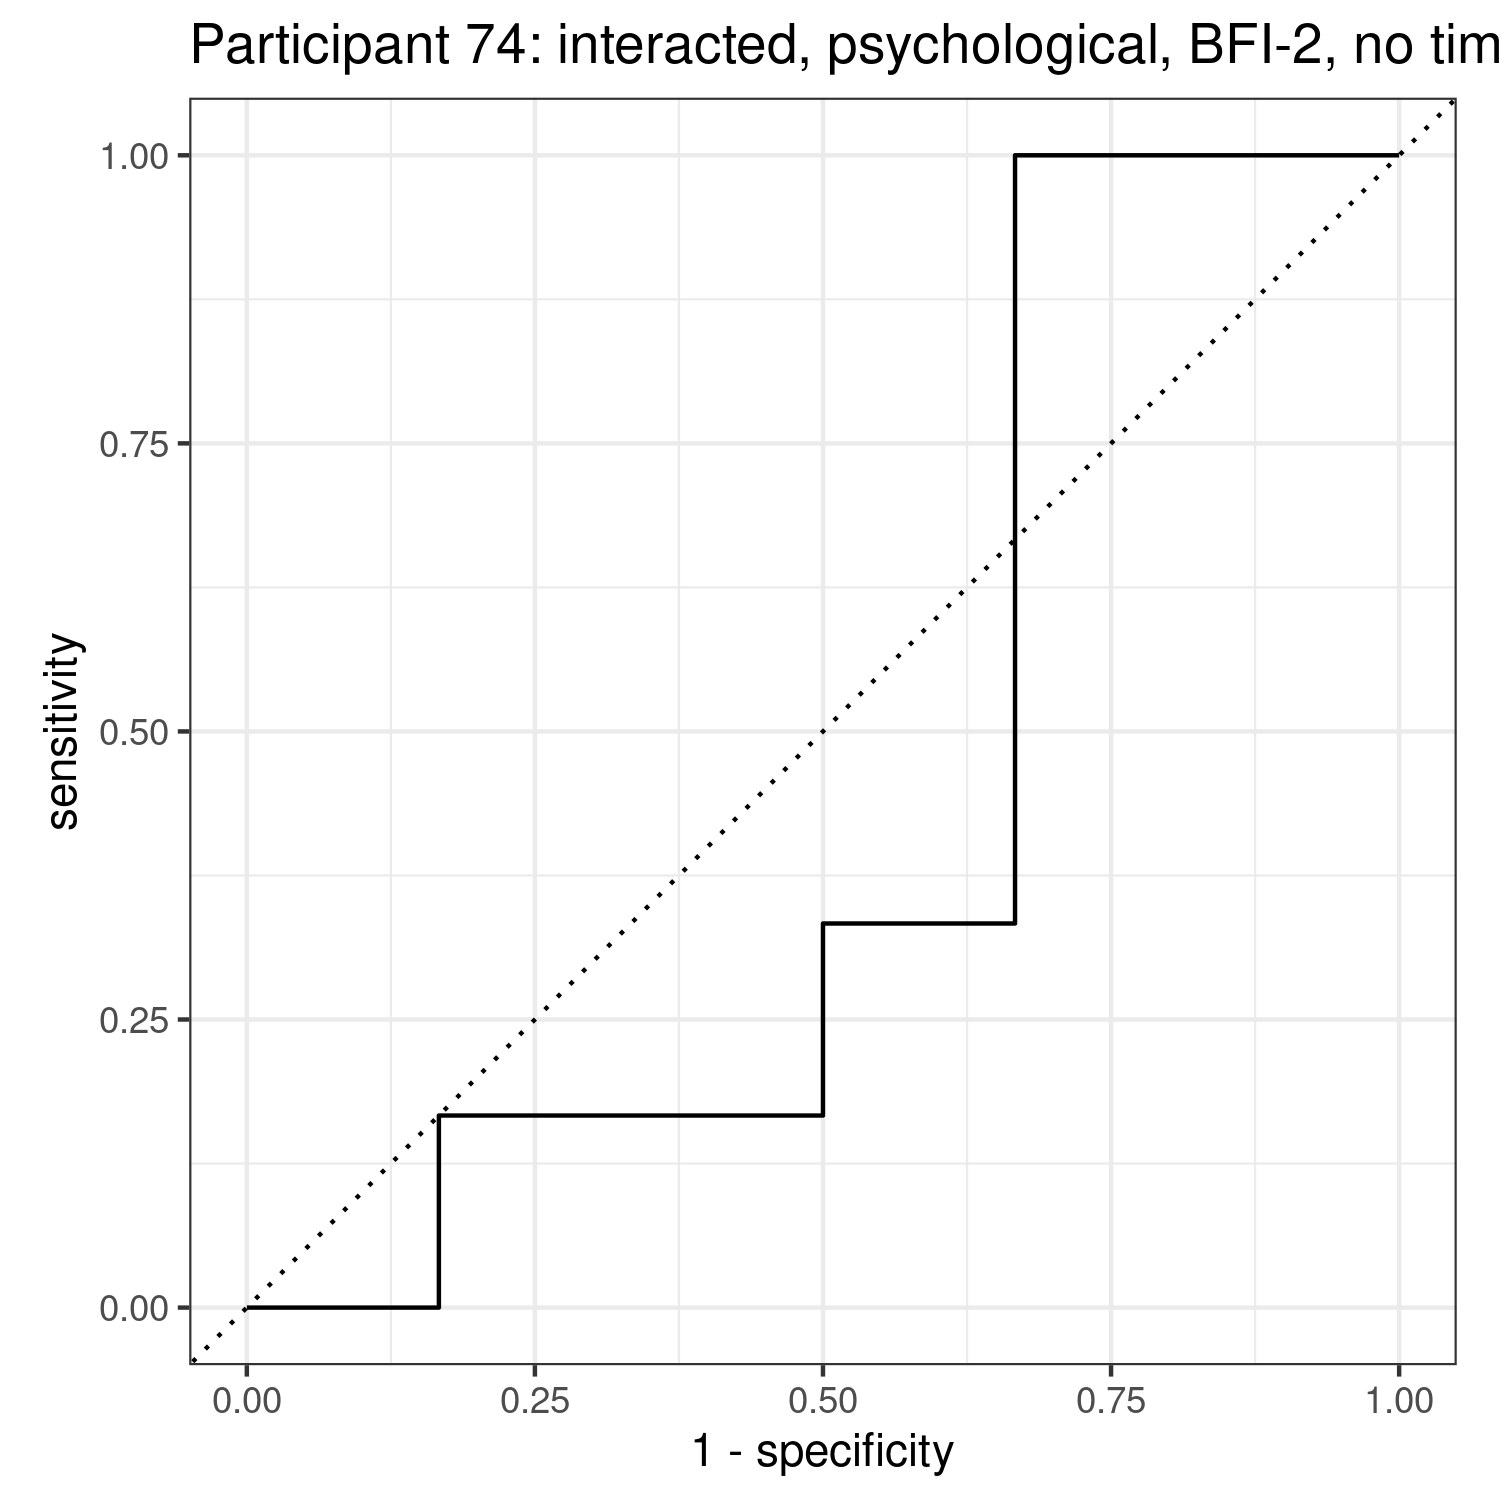 Participant 74: interacted, psychological, BFI-2, no tim
1.00
0.75
0.50
0.25
0.00
sensitivity
0.00 0.25 0.50 0.75 1.00
1 - specificity